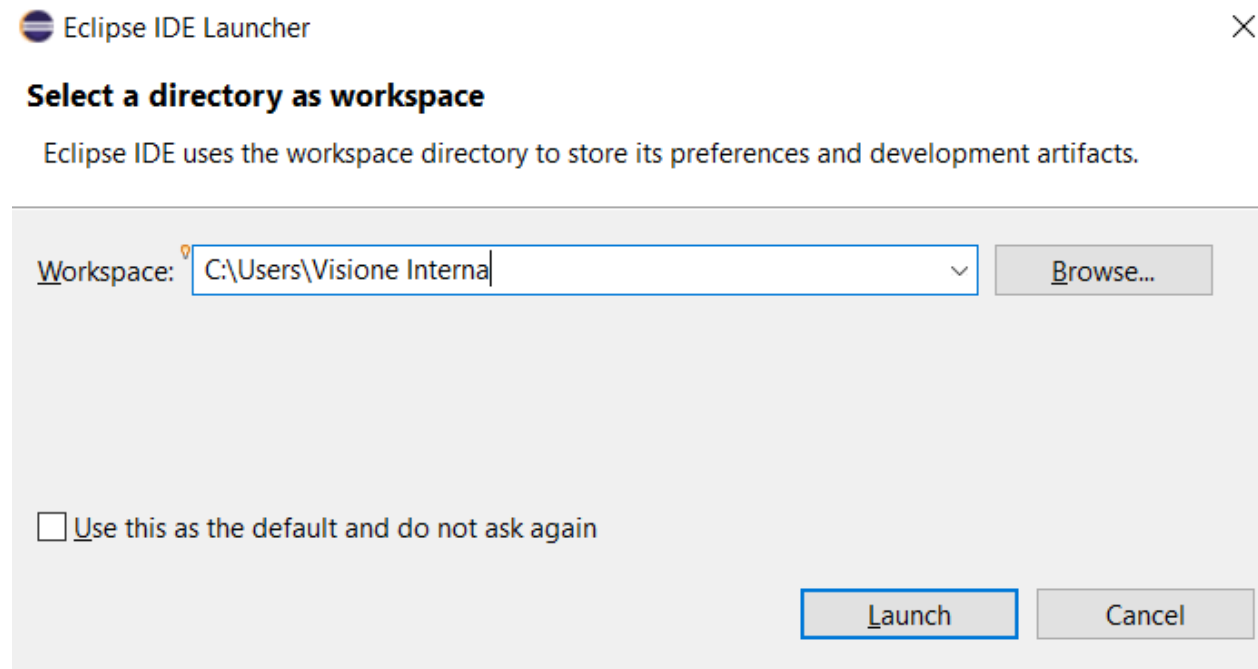 Eclipse IDE Launcher
Select a directory as workspace
Eclipse IDE uses the workspace directory to store its preferences and development artifacts.
Workspace: C:\Users\Visione Interna Browse...
Use this as the default and do not ask again
Launch Cancel